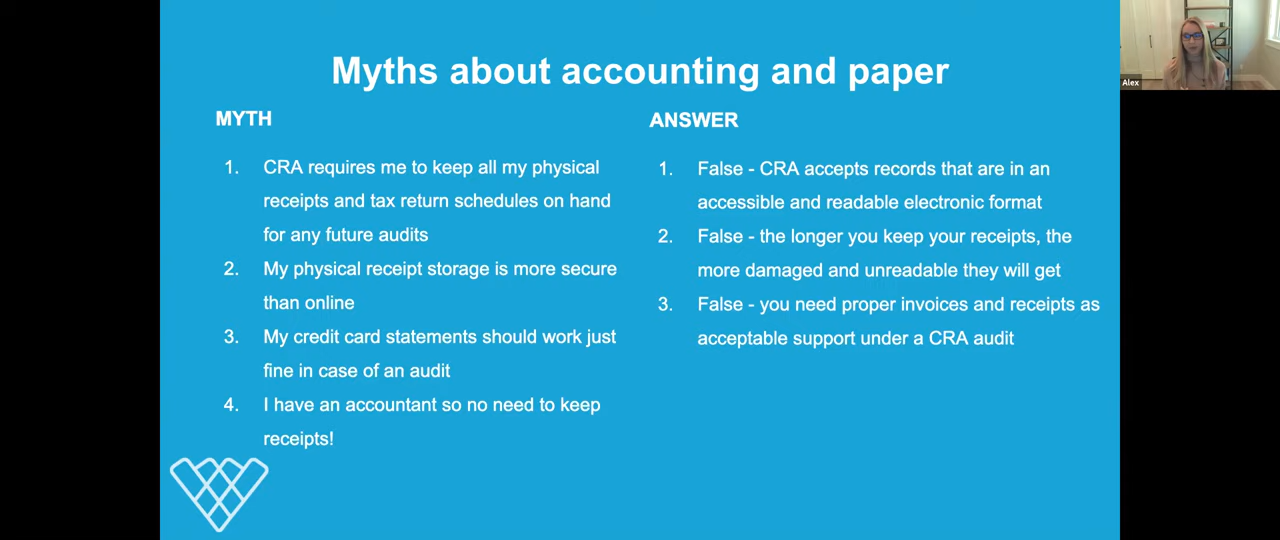 Myths about accounting and paper
MYTH
1. CRA requires me to keep all my physical
receipts and tax return schedules on hand
for any future audits
2. My physical receipt storage is more secure
than online
3. My credit card statements should work just
fine in case of an audit
4. I have an accountant so no need to keep
receipts!
ANSWER
1. False - CRA accepts records that are in an
accessible and readable electronic format
2. False - the longer you keep your receipts, the
more damaged and unreadable they will get
3. False - you need proper invoices and receipts as
acceptable support under a CRA audit
Alex